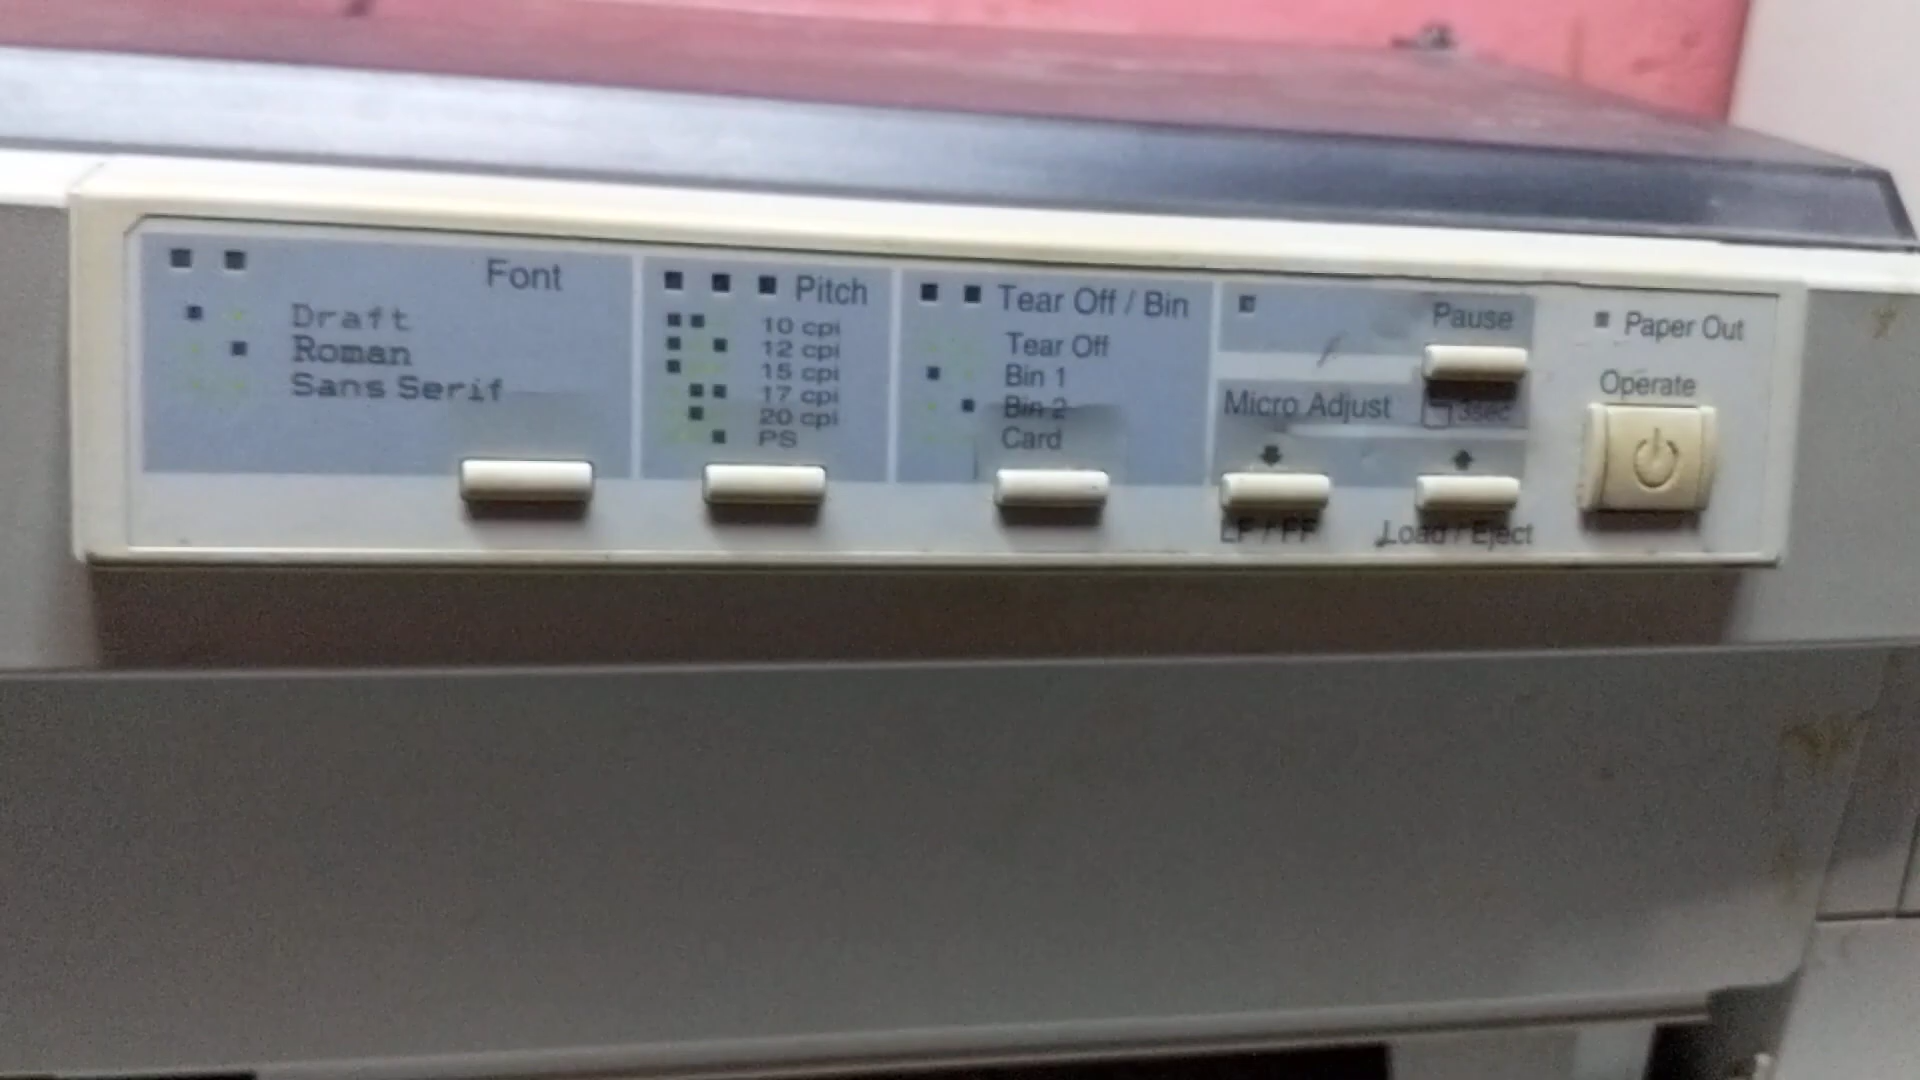 Font
Draft
Roman
Sans Serif
Pitch
10 cpi
12 cpi
15 cpi
17 cpi
20 cpi
PS
Tear Off / Bin
Tear Off
Bin 1
Bin 2
Card
Pause
Micro Adjust
3sec
LF / FF
Load / Eject
Paper Out
Operate